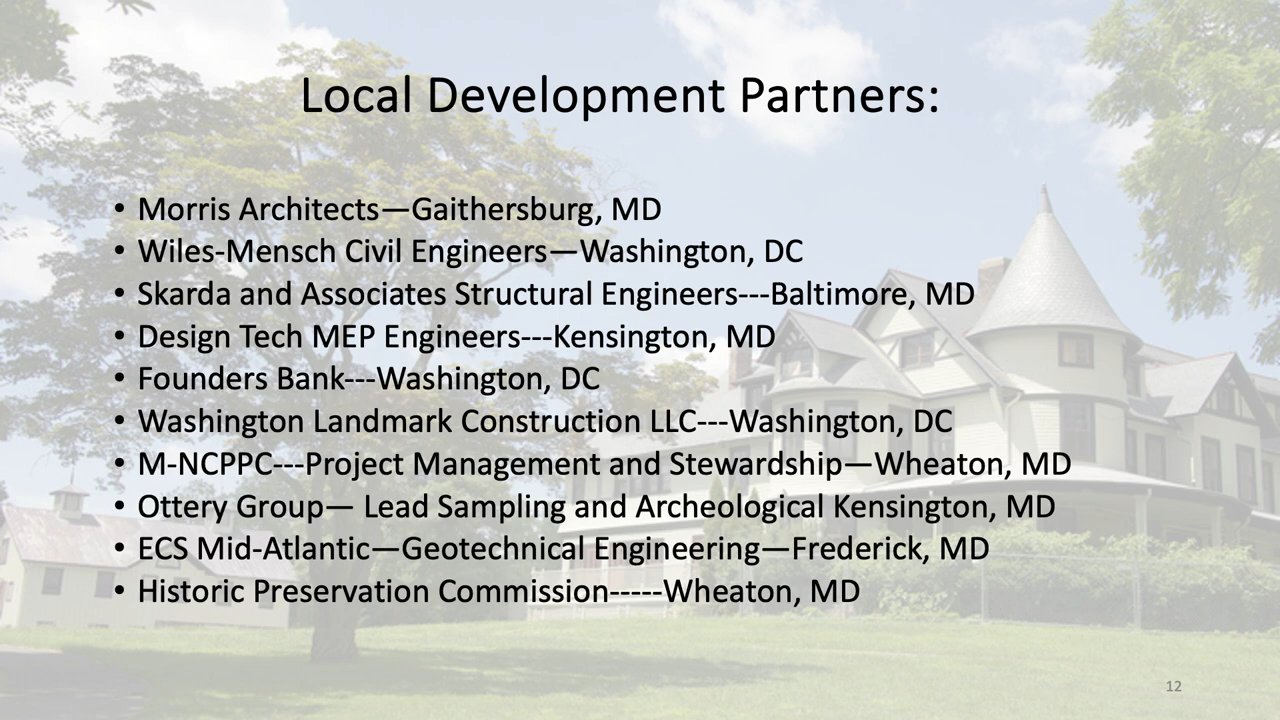 Local Development Partners:
• Morris Architects—Gaithersburg, MD
• Wiles-Mensch Civil Engineers—Washington, DC
• Skarda and Associates Structural Engineers---Baltimore, MD
• Design Tech MEP Engineers---Kensington, MD
• Founders Bank---Washington, DC
• Washington Landmark Construction LLC---Washington, DC
• M-NCPPC---Project Management and Stewardship—Wheaton, MD
• Ottery Group— Lead Sampling and Archeological Kensington, MD
• ECS Mid-Atlantic—Geotechnical Engineering—Frederick, MD
• Historic Preservation Commission-----Wheaton, MD
12